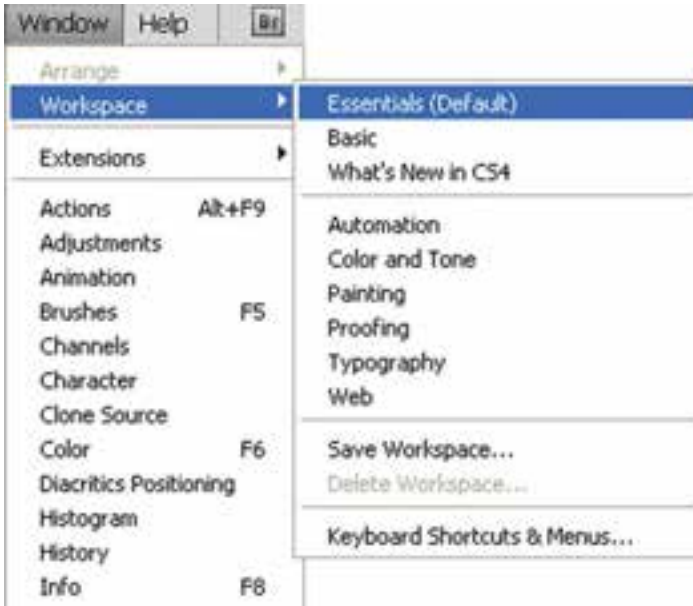 Window Help Br
Arrange
Workspace
Extensions
Actions Alt+F9
Adjustments
Animation
Brushes F5
Channels
Character
Clone Source
Color F6
Diacritics Positioning
Histogram
History
Info F8
Essentials (Default)
Basic
What's New in CS4
Automation
Color and Tone
Painting
Proofing
Typography
Web
Save Workspace...
Delete Workspace...
Keyboard Shortcuts & Menus...